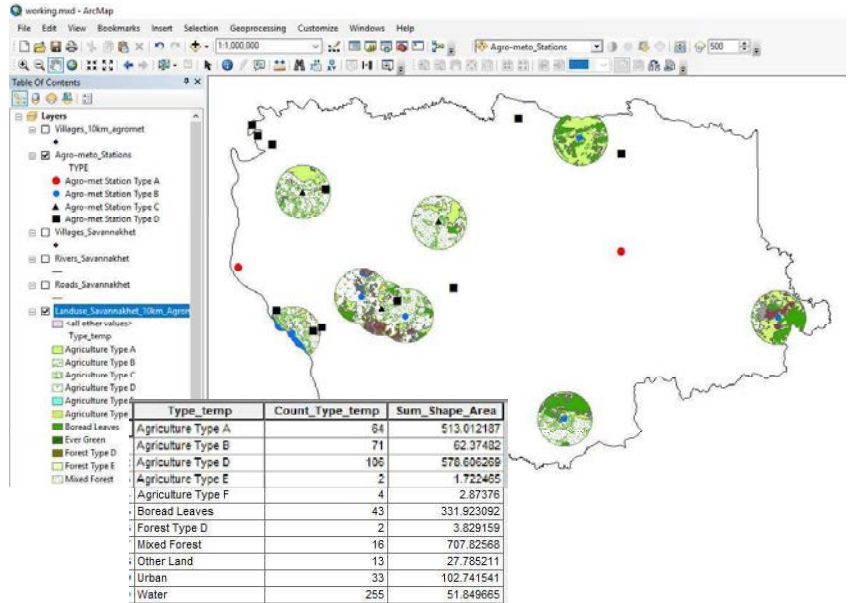 working.mxd - ArcMap
File Edit View Bookmarks Insert Selection Geoprocessing Customize Windows Help
1:1,000,000 Agro-meto_Stations 500
Table Of Contents
Layers
Villages_10km_agromet
Agro-meto_Stations
TYPE
Agro-met Station Type A
Agro-met Station Type B
Agro-met Station Type C
Agro-met Station Type D
Villages_Savannakhet
Rivers_Savannakhet
Roads_Savannakhet
Landuse_Savannakhet_10km_Agrom
<all other values>
Type_temp
Agriculture Type A
Agriculture Type B
Agriculture Type C
Agriculture Type D
Agriculture Type
Agriculture Type
Boread Leaves
Ever Green
Forest Type D
Forest Type E
Mixed Forest
Type_temp Count_Type_temp Sum_Shape_Area
Agriculture Type A 64 513.012187
Agriculture Type B 71 62.37482
Agriculture Type D 106 578.606269
Agriculture Type E 2 1.722465
Agriculture Type F 4 2.87376
Boread Leaves 43 331.923092
Forest Type D 2 3.829159
Mixed Forest 16 707.82568
Other Land 13 27.785211
Urban 33 102.741541
Water 255 51.849665